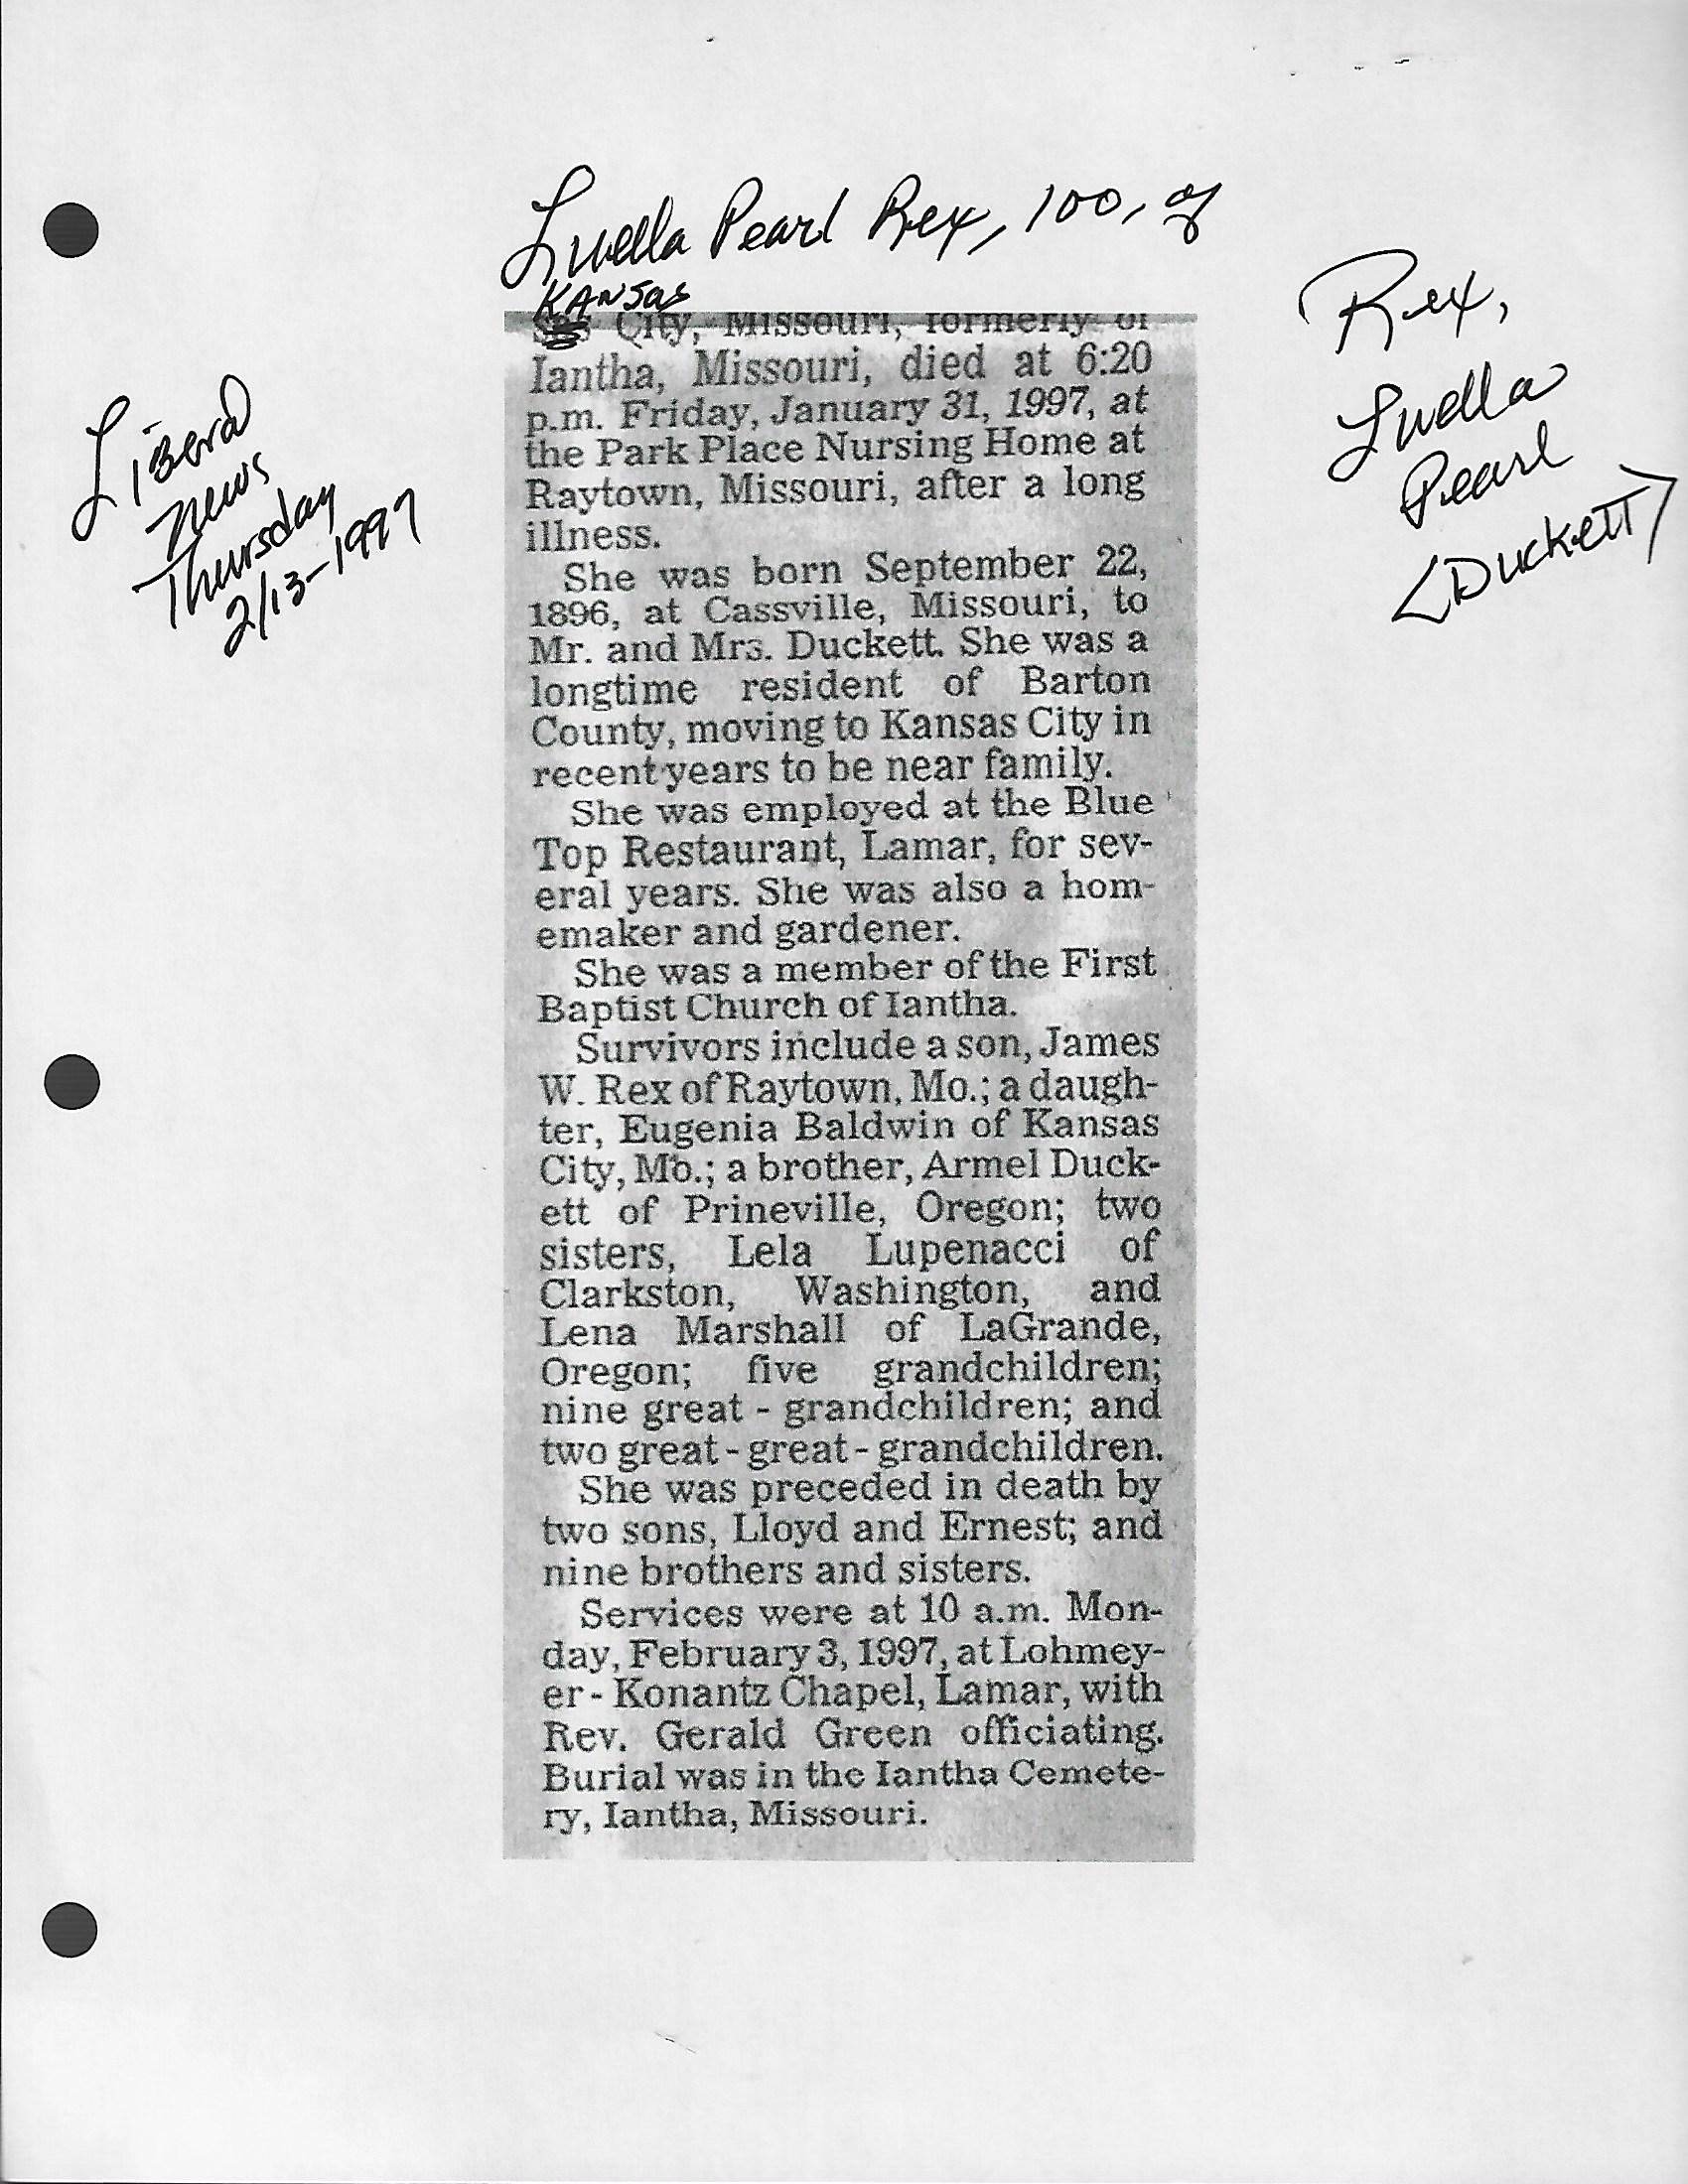 Luella Pearl Rex, 100, of
Kansas
City, Missouri, formerly of
Iantha, Missouri, died at 6:20
p.m. Friday, January 31, 1997, at
the Park Place Nursing Home at
Raytown, Missouri, after a long
illness.
She was born September 22,
1896, at Cassville, Missouri, to
Mr. and Mrs. Duckett. She was a
longtime resident of Barton
County, moving to Kansas City in
recent years to be near family.
She was employed at the Blue
Top Restaurant, Lamar, for sev-
eral years. She was also a hom-
emaker and gardener.
She was a member of the First
Baptist Church of Iantha.
Survivors include a son, James
W. Rex of Raytown, Mo.; a daugh-
ter, Eugenia Baldwin of Kansas
City, Mo.; a brother, Armel Duck-
ett of Prineville, Oregon; two
sisters, Lela Lupenacci of
Clarkston, Washington, and
Lena Marshall of LaGrande,
Oregon; five grandchildren;
nine great - grandchildren; and
two great - great - grandchildren.
She was preceded in death by
two sons, Lloyd and Ernest; and
nine brothers and sisters.
Services were at 10 a.m. Mon-
day, February 3, 1997, at Lohmey-
er - Konantz Chapel, Lamar, with
Rev. Gerald Green officiating.
Burial was in the Iantha Cemete-
ry, Iantha, Missouri.
Liberal
News
Thursday
2/13-1997
Rex,
Luella
Pearl
<Duckett>